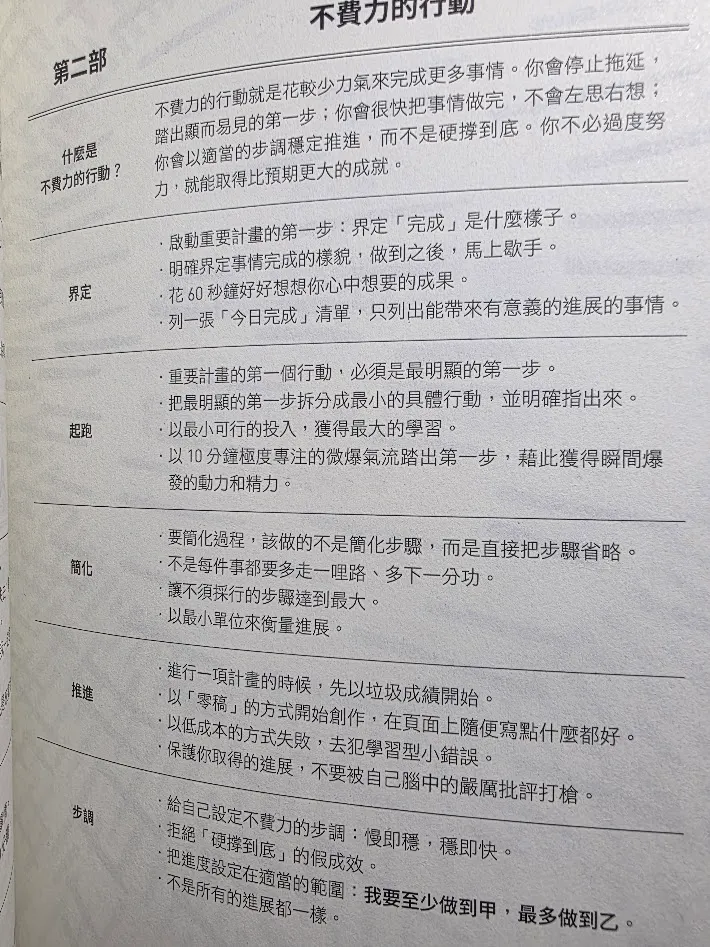 不費力的行動
第二部
什麼是
不費力的行動？
不費力的行動就是花較少力氣來完成更多事情。你會停止拖延，
踏出顯而易見的第一步；你會很快把事情做完，不會左思右想；
你會以適當的步調穩定推進，而不是硬撐到底。你不必過度努
力，就能取得比預期更大的成就。
界定
·啟動重要計畫的第一步：界定「完成」是什麼樣子。
·明確界定事情完成的樣貌，做到之後，馬上歇手。
·花 60 秒鐘好好想想你心中想要的成果。
·列一張「今日完成」清單，只列出能帶來有意義的進展的事情。
起跑
·重要計畫的第一個行動，必須是最明顯的第一步。
·把最明顯的第一步拆分成最小的具體行動，並明確指出來。
·以最小可行的投入，獲得最大的學習。
·以 10 分鐘極度專注的微爆氣流踏出第一步，藉此獲得瞬間爆
發的動力和精力。
簡化
·要簡化過程，該做的不是簡化步驟，而是直接把步驟省略。
·不是每件事都要多走一哩路、多下一分功。
·讓不須採行的步驟達到最大。
·以最小單位來衡量進展。
推進
·進行一項計畫的時候，先以垃圾成績開始。
·以「零稿」的方式開始創作，在頁面上隨便寫點什麼都好。
·以低成本的方式失敗，去犯學習型小錯誤。
·保護你取得的進展，不要被自己腦中的嚴厲批評打槍。
步調
·給自己設定不費力的步調：慢即穩，穩即快。
·拒絕「硬撐到底」的假成效。
·把進度設定在適當的範圍：我要至少做到甲，最多做到乙。
·不是所有的進展都一樣。